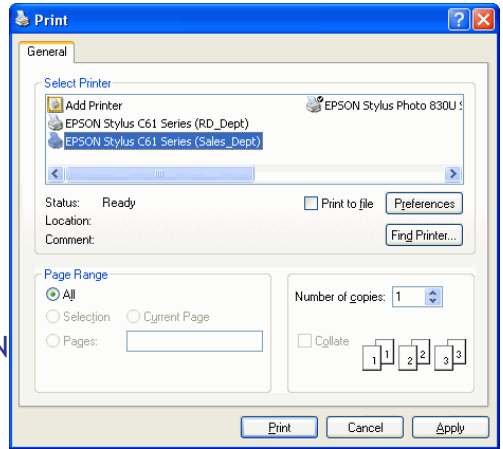 Print
General
Select Printer
Add Printer
EPSON Stylus Photo 830U S
EPSON Stylus C61 Series (RD_Dept)
EPSON Stylus C61 Series (Sales_Dept)
Status: Ready
Print to file
Preferences
Location:
Comment:
Find Printer...
Page Range
All
Selection
Current Page
Pages:
Number of copies: 1
Collate
1 1 2 2 3 3
N
Print
Cancel
Apply